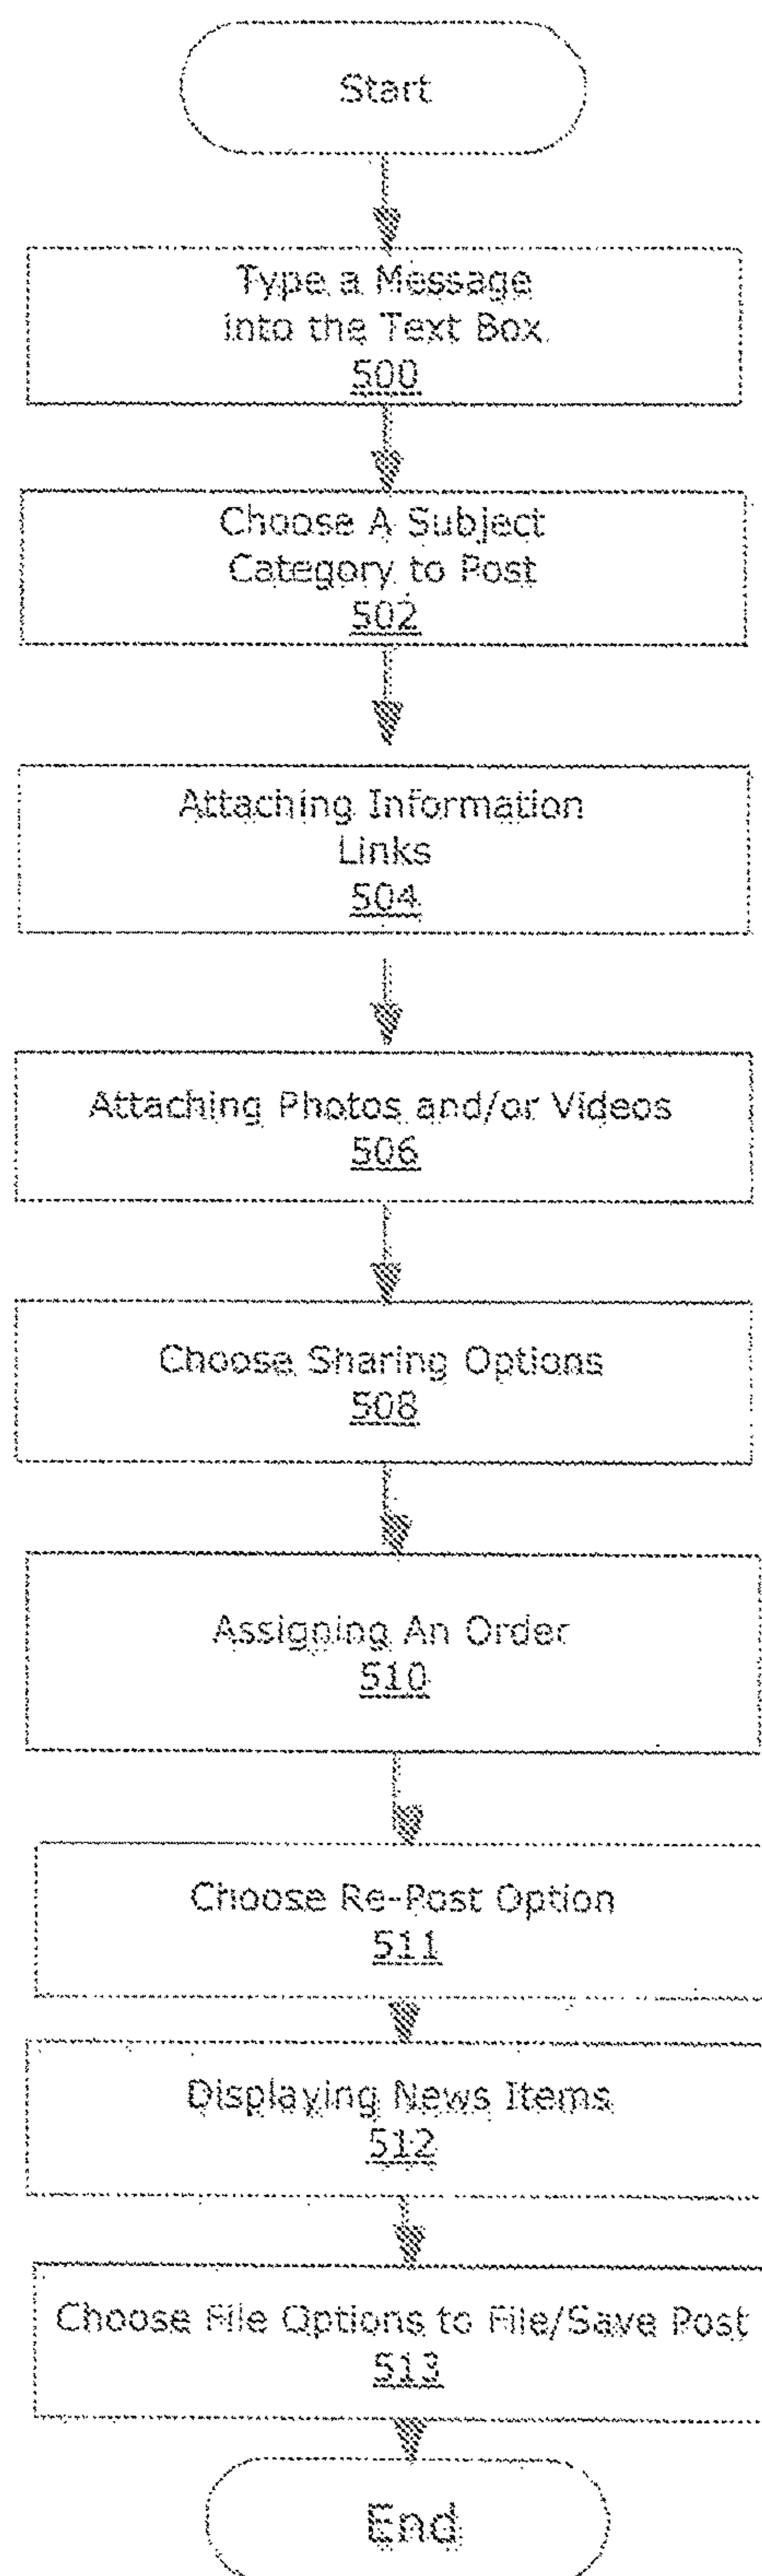 Start
Type a Message
into the Text Box
500
Choose A Subject
Category to Post
502
Attaching Information
Links
504
Attaching Photos and/or Videos
506
Choose Sharing Options
508
Assigning An Order
510
Choose Re-Post Option
511
Displaying News Items
512
Choose File Options to File/Save Post
513
End